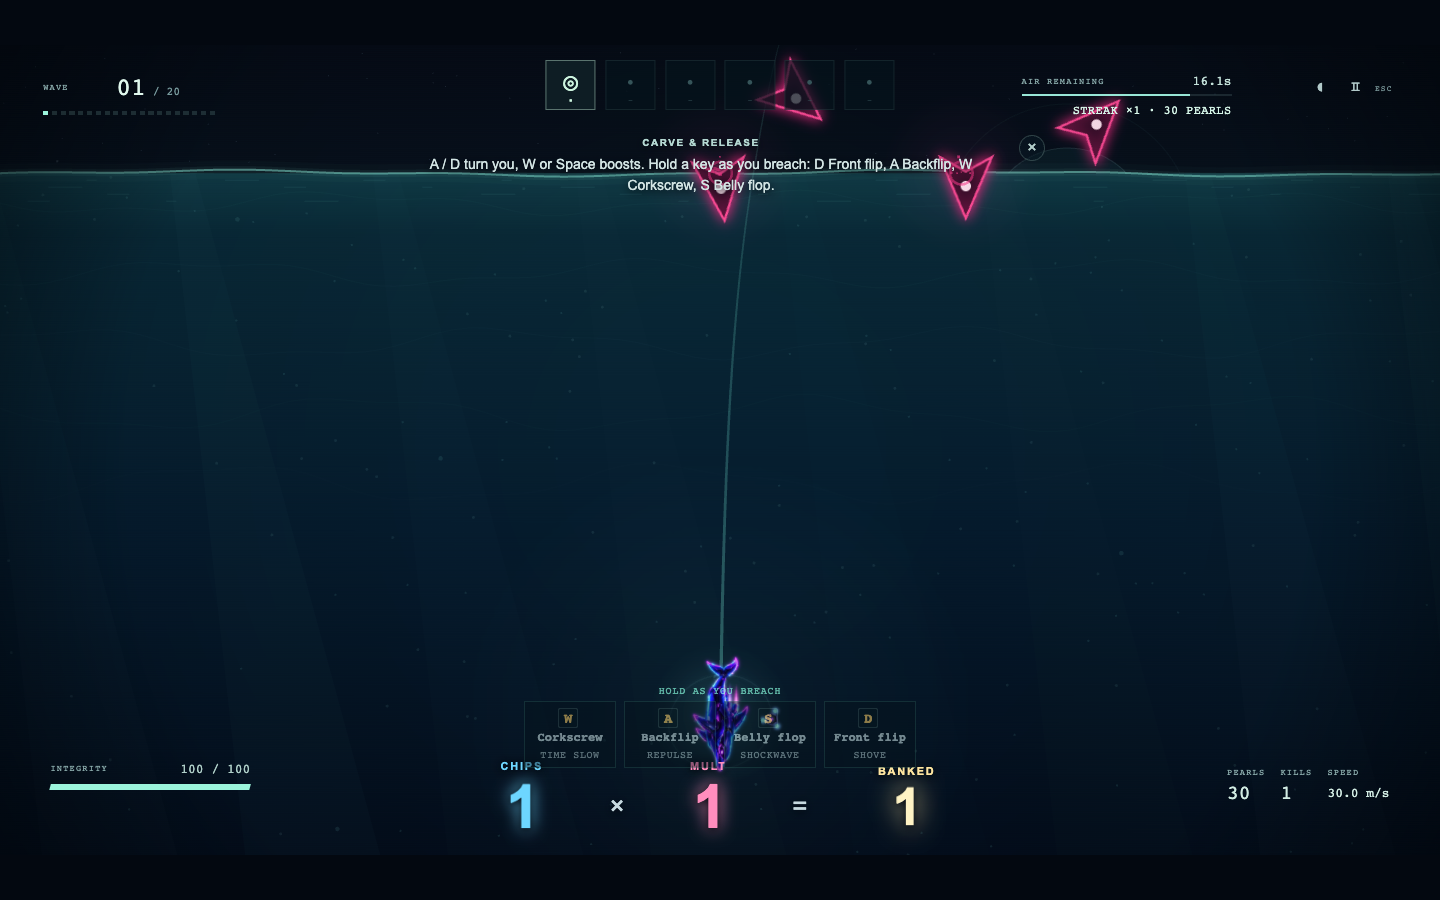 WAVE 01 / 20
AIR REMAINING 16.1s
ESC
STREAK ×1 · 30 PEARLS
CARVE & RELEASE
A / D turn you, W or Space boosts. Hold a key as you breach: D Front flip, A Backflip, W
Corkscrew, S Belly flop.
HOLD AS YOU BREACH
W A S D
Corkscrew Backflip Belly flop Front flip
TIME SLOW REPULSE SHOCKWAVE SHOVE
INTEGRITY 100 / 100
CHIPS MULT BANKED
1 × 1 = 1
PEARLS KILLS SPEED
30 1 30.0 m/s